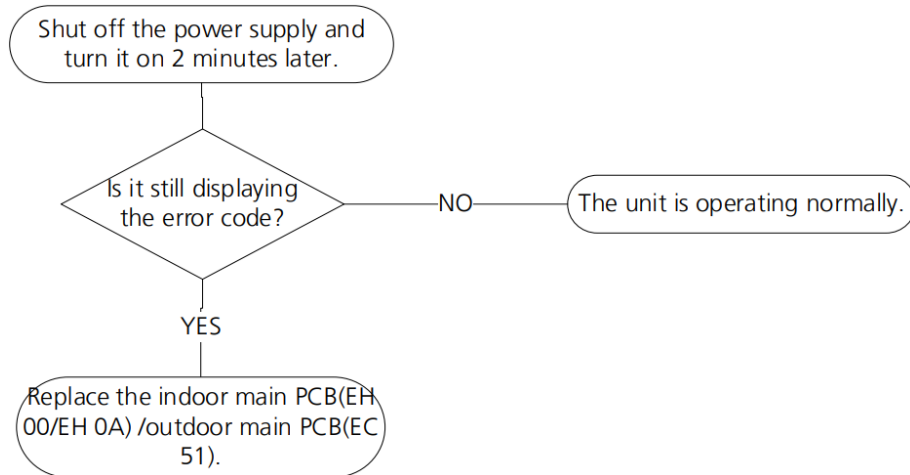 Shut off the power supply and
turn it on 2 minutes later.
Is it still displaying
the error code?
NO
The unit is operating normally.
YES
Replace the indoor main PCB(EH
00/EH 0A) /outdoor main PCB(EC
51).